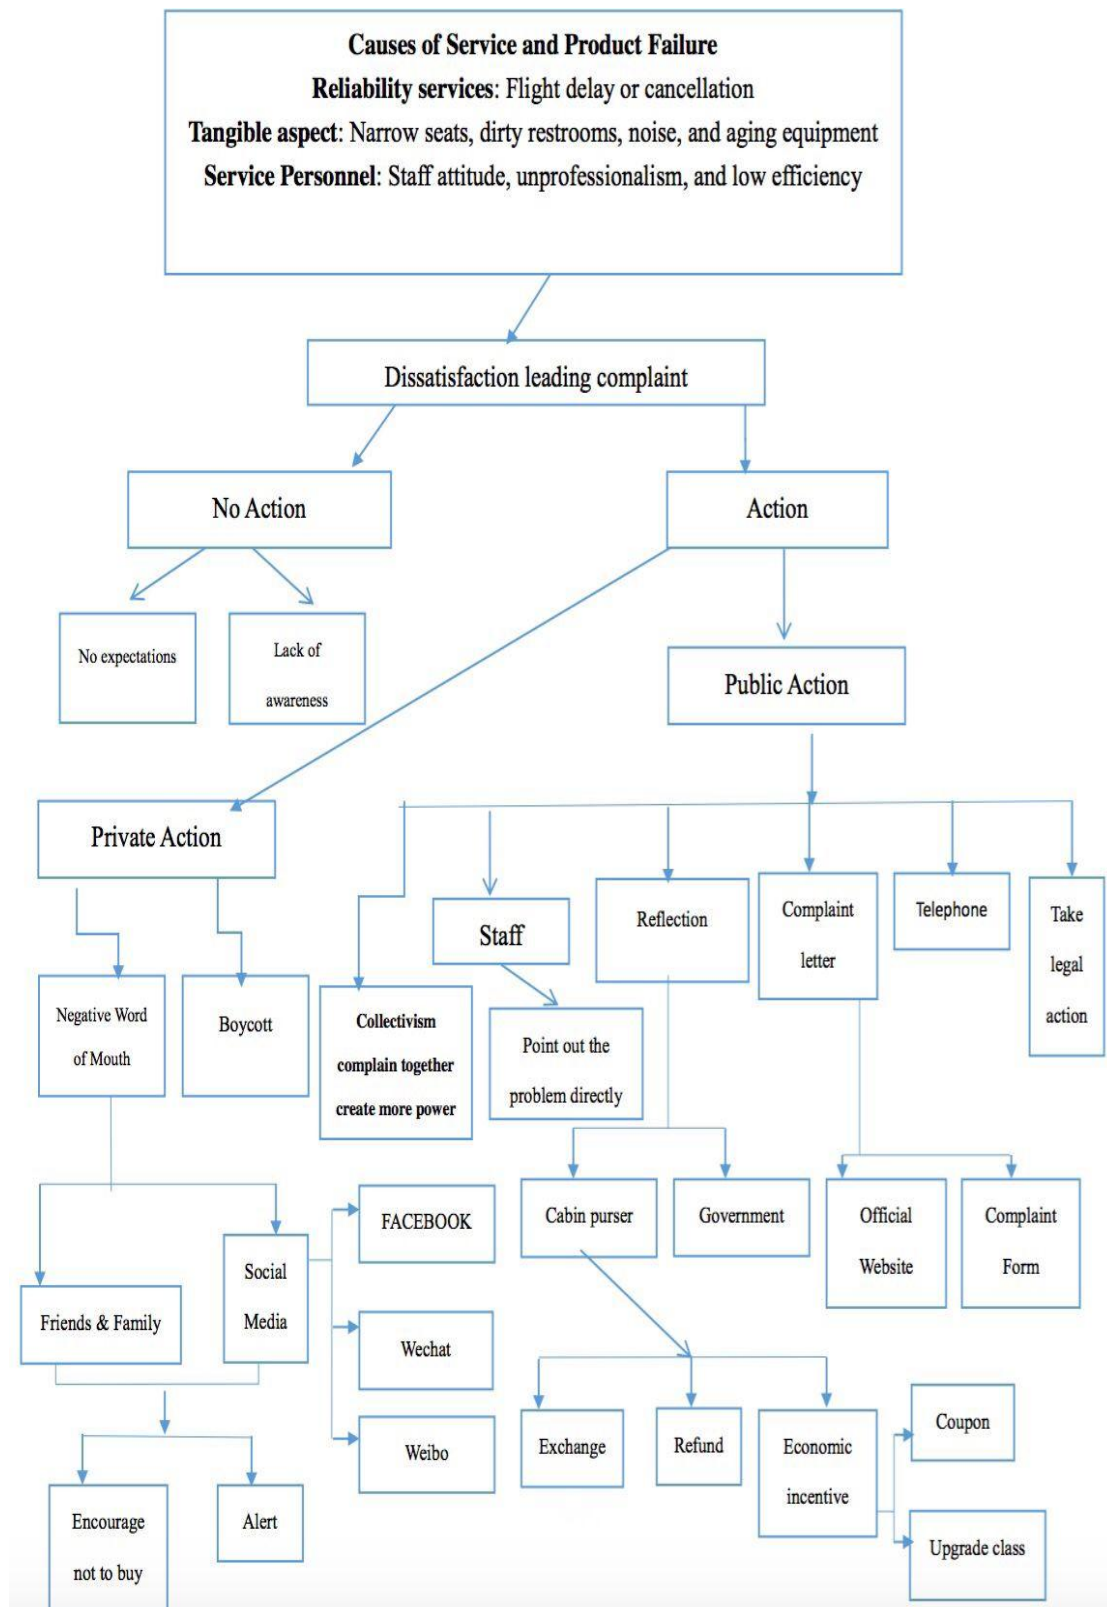 Causes of Service and Product Failure
Reliability services: Flight delay or cancellation
Tangible aspect: Narrow seats, dirty restrooms, noise, and aging equipment
Service Personnel: Staff attitude, unprofessionalism, and low efficiency
Dissatisfaction leading complaint
No Action
Action
No expectations
Lack of
awareness
Public Action
Private Action
Negative Word
of Mouth
Boycott
Collectivism
complain together
create more power
Staff
Point out the
problem directly
Reflection
Complaint
letter
Telephone
Take
legal
action
Friends & Family
Social
Media
FACEBOOK
Wechat
Weibo
Cabin purser
Government
Official
Website
Complaint
Form
Encourage
not to buy
Alert
Exchange
Refund
Economic
incentive
Coupon
Upgrade class